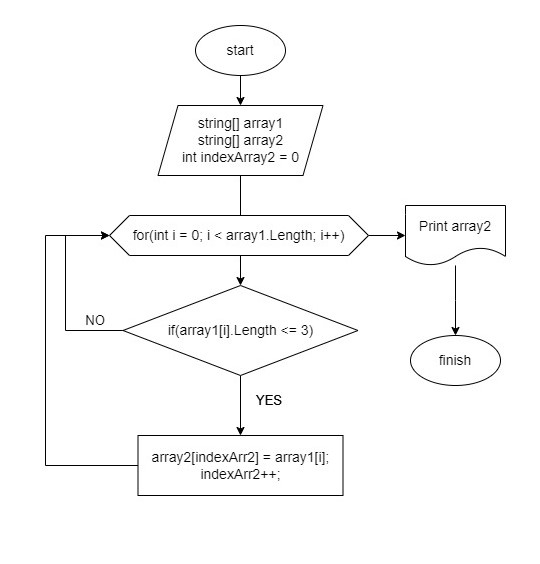 start
string[] array1
string[] array2
int indexArray2 = 0
for(int i = 0; i < array1.Length; i++)
Print array2
NO
if(array1[i].Length <= 3)
finish
YES
array2[indexArr2] = array1[i];
indexArr2++;